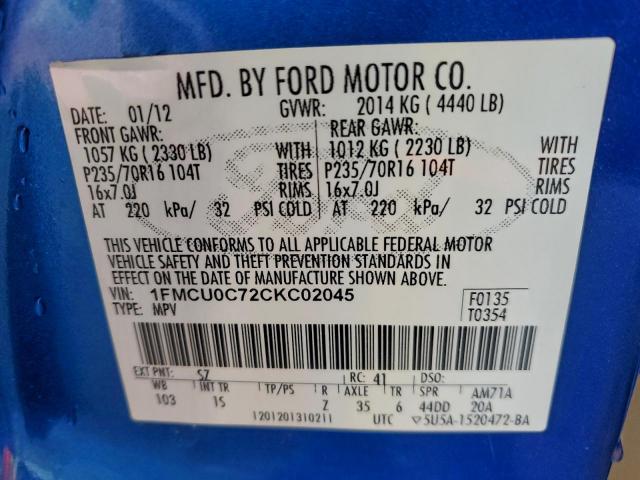 MFD. BY FORD MOTOR CO.
DATE: 01/12 GVWR: 2014 KG ( 4440 LB)
FRONT GAWR: REAR GAWR:
1057 KG ( 2330 LB) WITH 1012 KG ( 2230 LB) WITH
P235/70R16 104T TIRES P235/70R16 104T TIRES
16x7.0J RIMS 16x7.0J RIMS
AT 220 kPa/ 32 PSI COLD AT 220 kPa/ 32 PSI COLD
THIS VEHICLE CONFORMS TO ALL APPLICABLE FEDERAL MOTOR
VEHICLE SAFETY AND THEFT PREVENTION STANDARDS IN
EFFECT ON THE DATE OF MANUFACTURE SHOWN ABOVE.
VIN: 1FMCU0C72CKC02045 F0135
TYPE: MPV T0354
EXT PNT: SZ RC: 41 DSO:
WB INT TR TP/PS R AXLE TR SPR AM71A
103 IS Z 35 6 44DD 20A
1201201310211 UTC ▽5U5A-1520472-BA